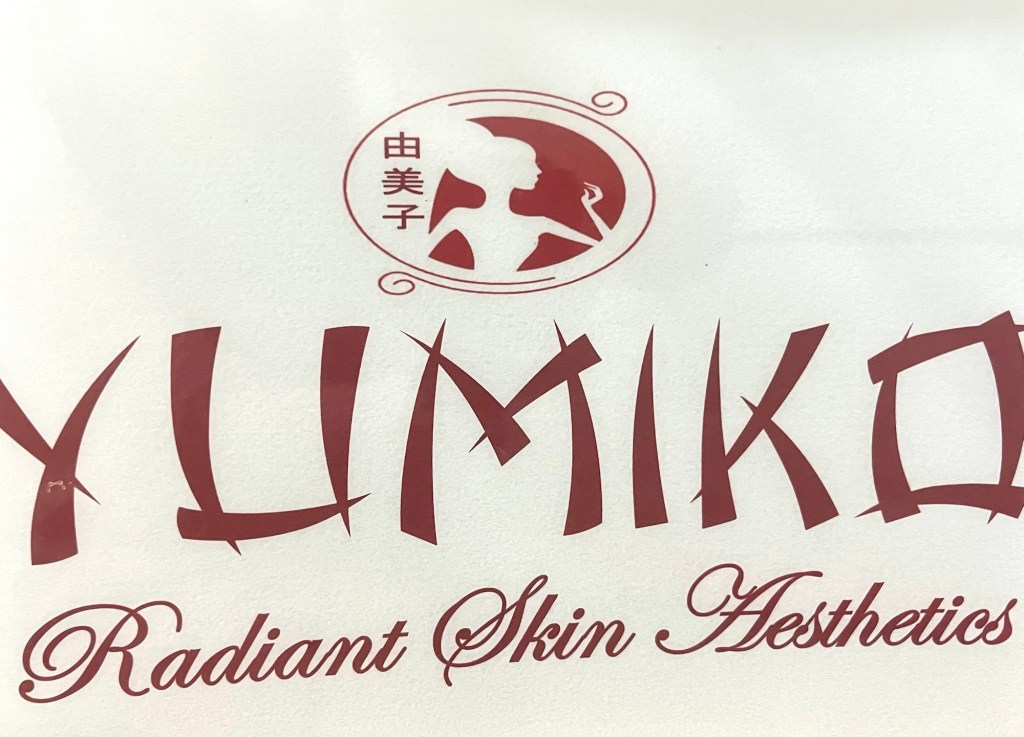 由美子
YUMIKO
Radiant Skin Aesthetics